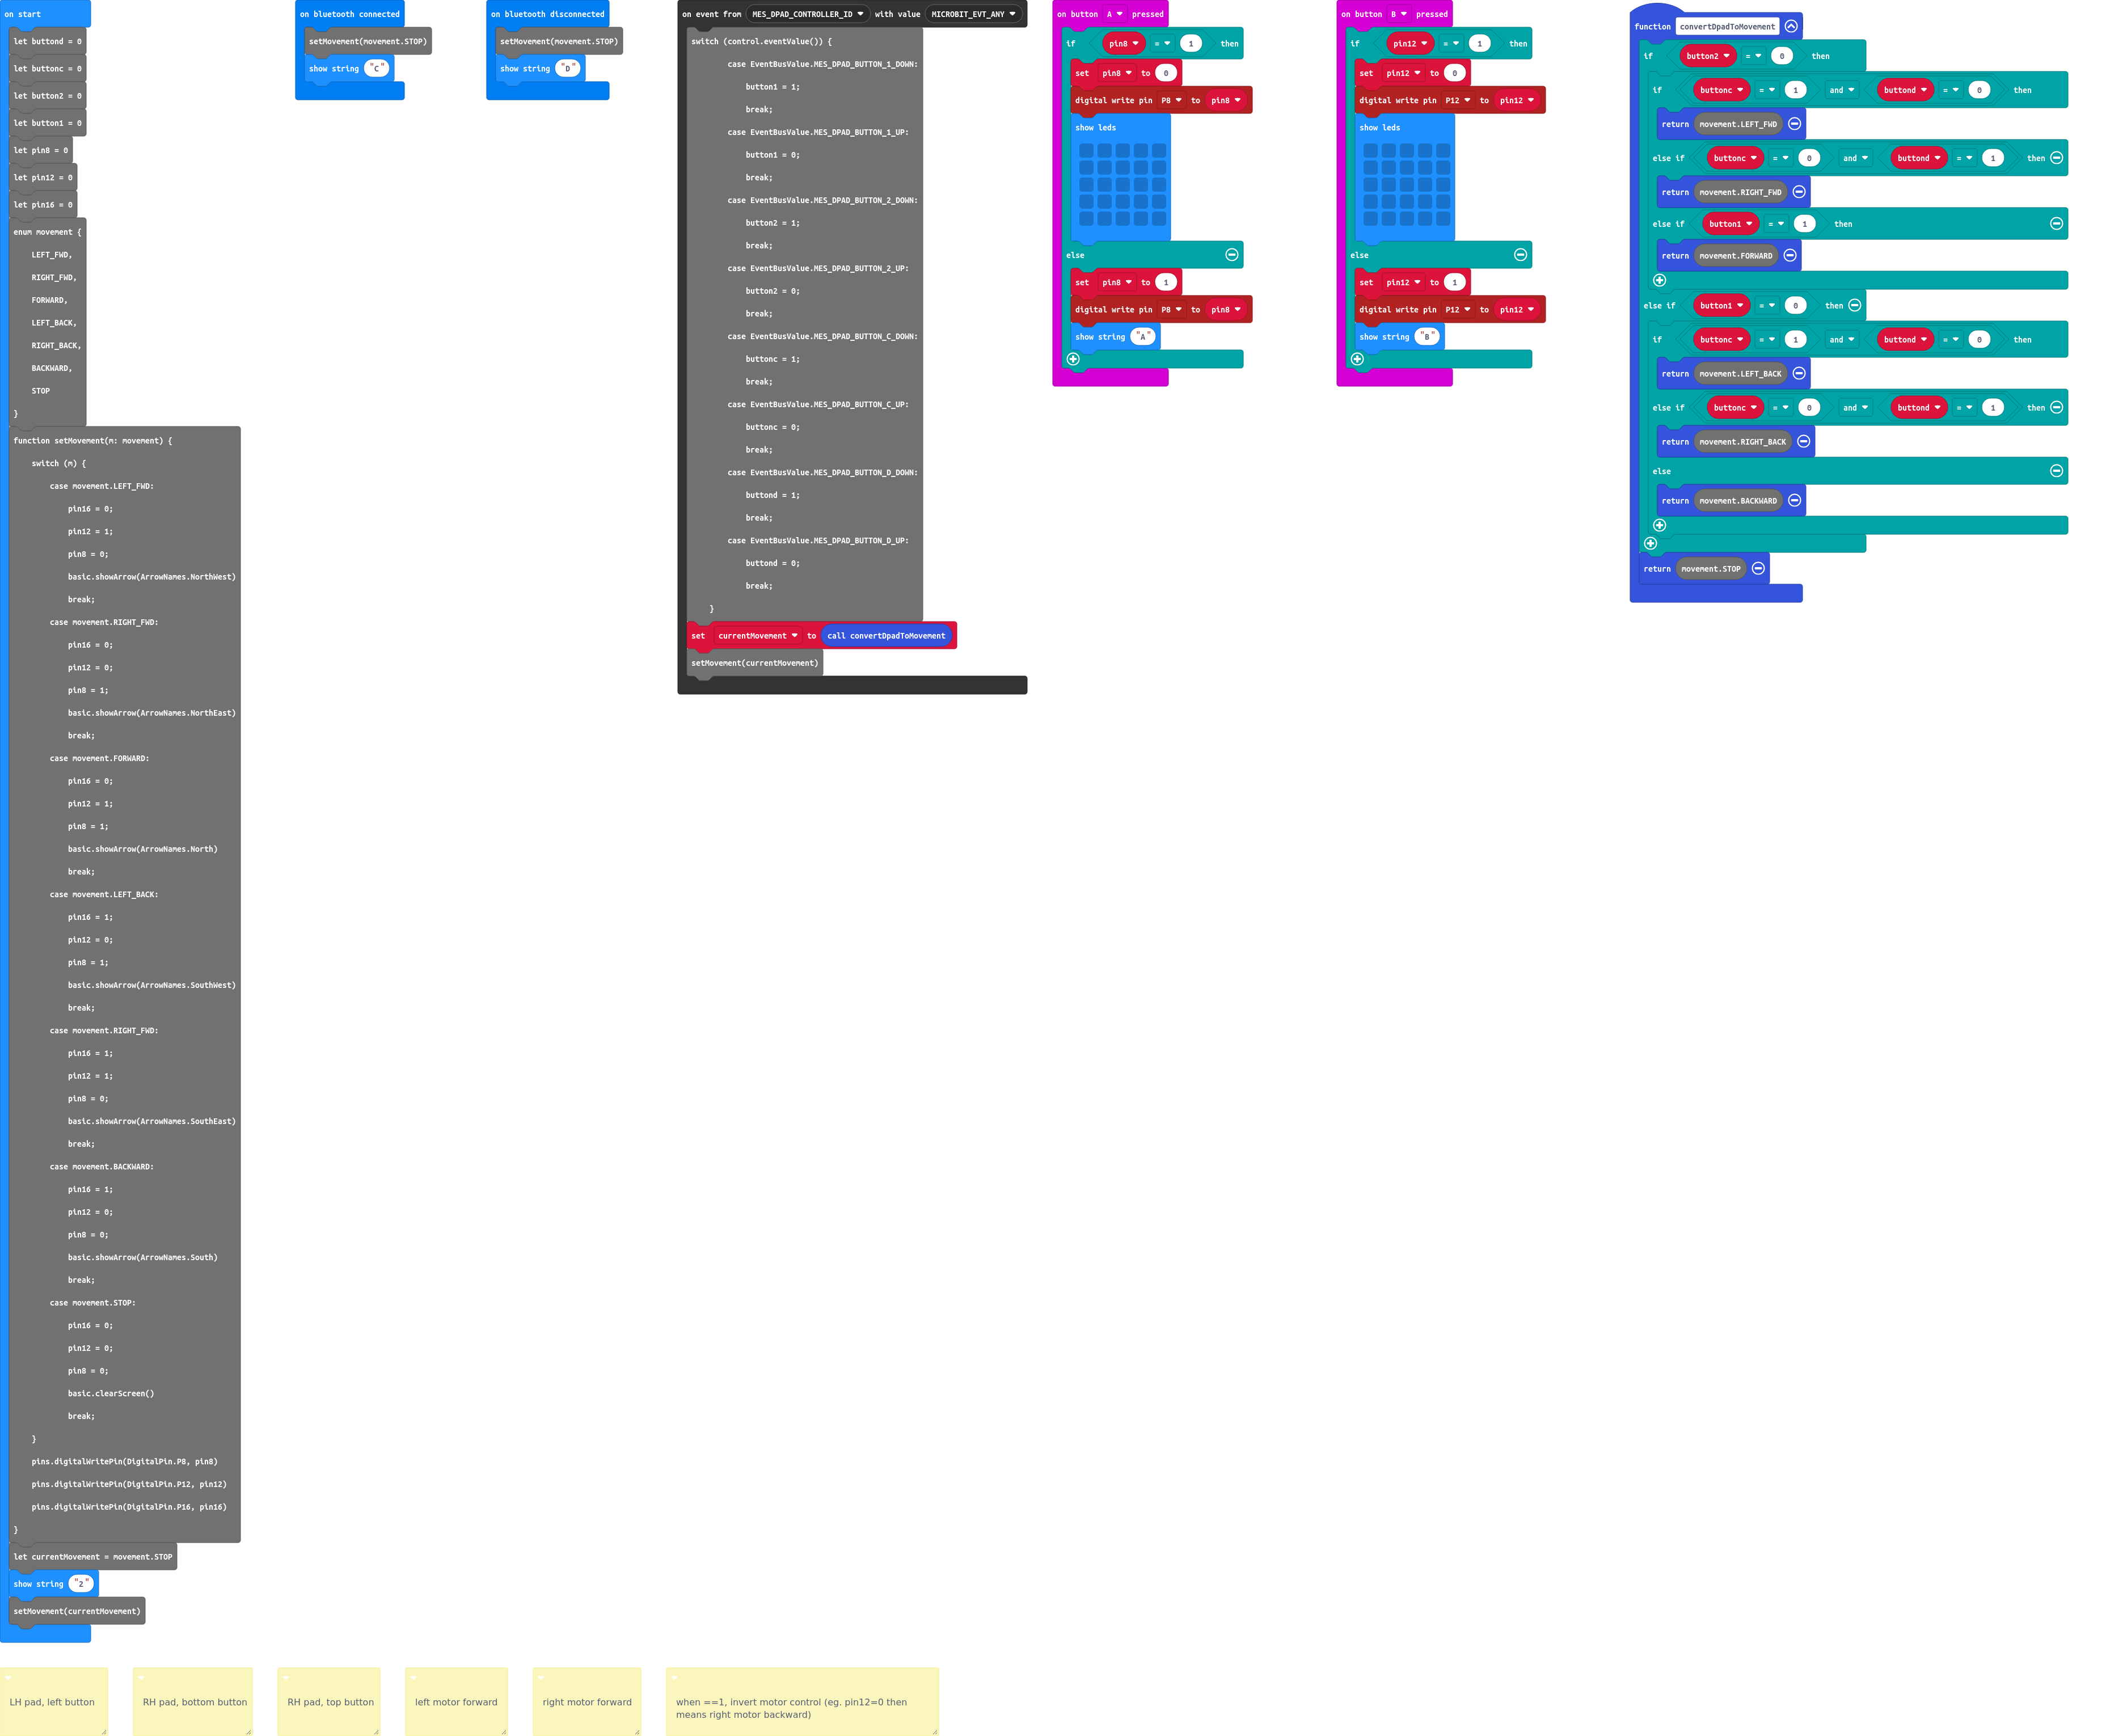 on start
let buttond = 0
let buttonc = 0
let button2 = 0
let button1 = 0
let pin8 = 0
let pin12 = 0
let pin16 = 0
enum movement {
LEFT_FWD,
RIGHT_FWD,
FORWARD,
LEFT_BACK,
RIGHT_BACK,
BACKWARD,
STOP
}
function setMovement(m: movement) {
switch (m) {
case movement.LEFT_FWD:
pin16 = 0;
pin12 = 1;
pin8 = 0;
basic.showArrow(ArrowNames.NorthWest)
break;
case movement.RIGHT_FWD:
pin16 = 0;
pin12 = 0;
pin8 = 1;
basic.showArrow(ArrowNames.NorthEast)
break;
case movement.FORWARD:
pin16 = 0;
pin12 = 1;
pin8 = 1;
basic.showArrow(ArrowNames.North)
break;
case movement.LEFT_BACK:
pin16 = 1;
pin12 = 0;
pin8 = 1;
basic.showArrow(ArrowNames.SouthWest)
break;
case movement.RIGHT_FWD:
pin16 = 1;
pin12 = 1;
pin8 = 0;
basic.showArrow(ArrowNames.SouthEast)
break;
case movement.BACKWARD:
pin16 = 1;
pin12 = 0;
pin8 = 0;
basic.showArrow(ArrowNames.South)
break;
case movement.STOP:
pin16 = 0;
pin12 = 0;
pin8 = 0;
basic.clearScreen()
break;
}
pins.digitalWritePin(DigitalPin.P8, pin8)
pins.digitalWritePin(DigitalPin.P12, pin12)
pins.digitalWritePin(DigitalPin.P16, pin16)
}
let currentMovement = movement.STOP
show string "2"
setMovement(currentMovement)
on bluetooth connected
setMovement(movement.STOP)
show string "C"
on bluetooth disconnected
setMovement(movement.STOP)
show string "D"
on event from MES_DPAD_CONTROLLER_ID with value MICROBIT_EVT_ANY
switch (control.eventValue()) {
case EventBusValue.MES_DPAD_BUTTON_1_DOWN:
button1 = 1;
break;
case EventBusValue.MES_DPAD_BUTTON_1_UP:
button1 = 0;
break;
case EventBusValue.MES_DPAD_BUTTON_2_DOWN:
button2 = 1;
break;
case EventBusValue.MES_DPAD_BUTTON_2_UP:
button2 = 0;
break;
case EventBusValue.MES_DPAD_BUTTON_C_DOWN:
buttonc = 1;
break;
case EventBusValue.MES_DPAD_BUTTON_C_UP:
buttonc = 0;
break;
case EventBusValue.MES_DPAD_BUTTON_D_DOWN:
buttond = 1;
break;
case EventBusValue.MES_DPAD_BUTTON_D_UP:
buttond = 0;
break;
}
set currentMovement to call convertDpadToMovement
setMovement(currentMovement)
on button A pressed
if pin8 = 1 then
set pin8 to 0
digital write pin P8 to pin8
show leds
else
set pin8 to 1
digital write pin P8 to pin8
show string "A"
on button B pressed
if pin12 = 1 then
set pin12 to 0
digital write pin P12 to pin12
show leds
else
set pin12 to 1
digital write pin P12 to pin12
show string "B"
function convertDpadToMovement
if button2 = 0 then
if buttonc = 1 and buttond = 0 then
return movement.LEFT_FWD
else if buttonc = 0 and buttond = 1 then
return movement.RIGHT_FWD
else if button1 = 1 then
return movement.FORWARD
else if button1 = 0 then
if buttonc = 1 and buttond = 0 then
return movement.LEFT_BACK
else if buttonc = 0 and buttond = 1 then
return movement.RIGHT_BACK
else
return movement.BACKWARD
return movement.STOP
LH pad, left button
RH pad, bottom button
RH pad, top button
left motor forward
right motor forward
when ==1, invert motor control (eg. pin12=0 then
means right motor backward)